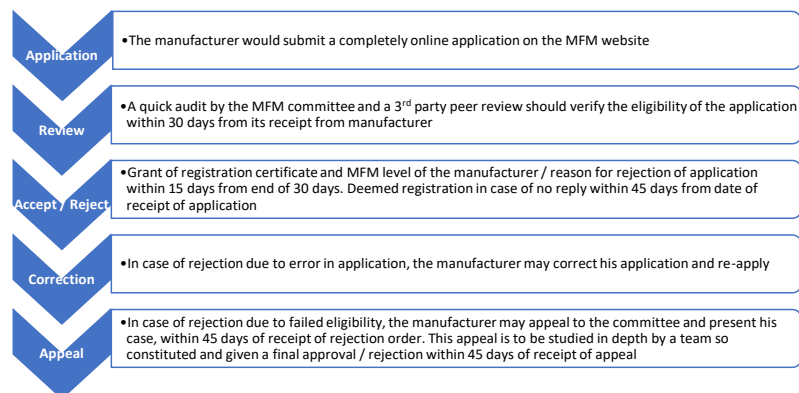 Application
•The manufacturer would submit a completely online application on the MFM website
Review
•A quick audit by the MFM committee and a 3rd party peer review should verify the eligibility of the application
within 30 days from its receipt from manufacturer
Accept / Reject
•Grant of registration certificate and MFM level of the manufacturer / reason for rejection of application
within 15 days from end of 30 days. Deemed registration in case of no reply within 45 days from date of
receipt of application
Correction
•In case of rejection due to error in application, the manufacturer may correct his application and re-apply
Appeal
•In case of rejection due to failed eligibility, the manufacturer may appeal to the committee and present his
case, within 45 days of receipt of rejection order. This appeal is to be studied in depth by a team so
constituted and given a final approval / rejection within 45 days of receipt of appeal